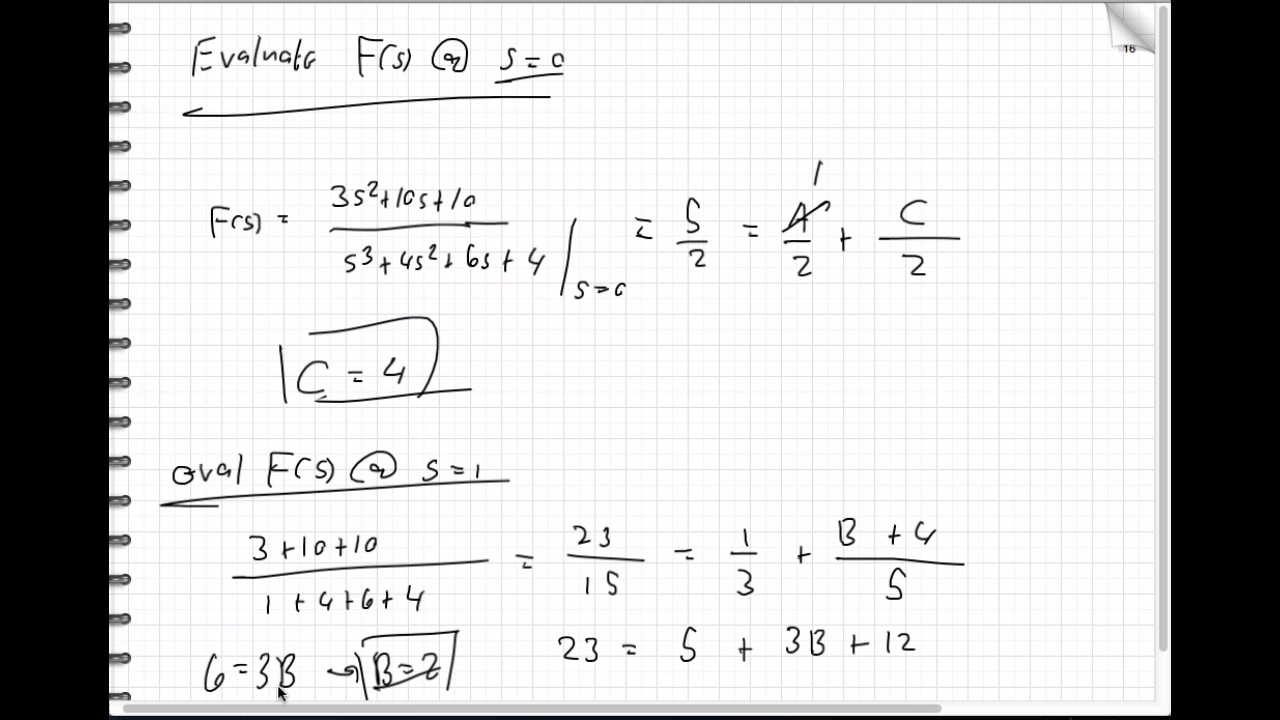 16
Evaluate F(s) @ s=0
F(s) = (3s²+10s+10)/(s³+4s²+6s+4) |s=0 = 5/2 = A/2 + C/2
1
C = 4
eval F(s) @ s=1
(3+10+10)/(1+4+6+4) = 23/15 = 1/3 + (B+4)/5
23 = 5 + 3B + 12
6=3B → B=2